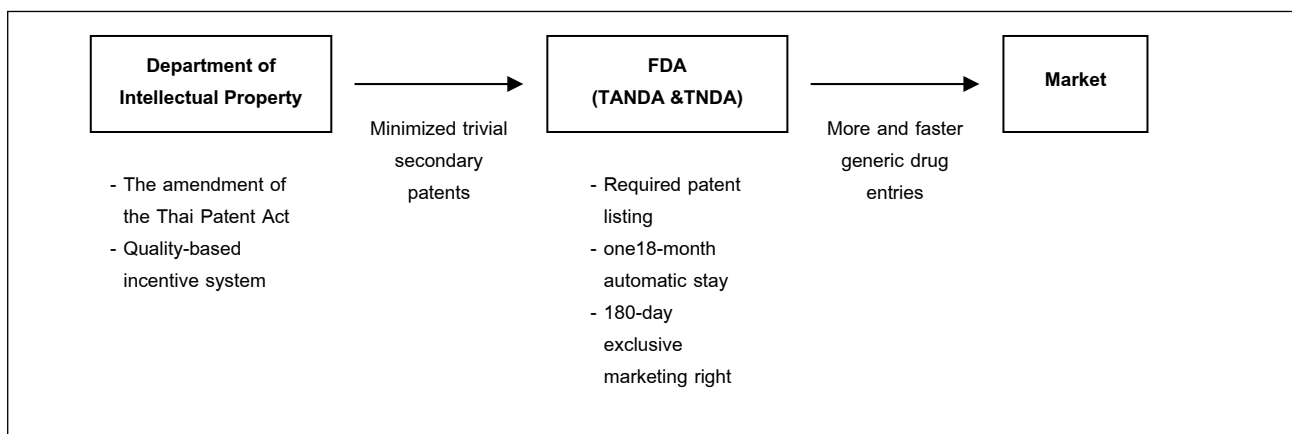 Department of
Intellectual Property
Minimized trivial
secondary
patents
FDA
(TANDA &TNDA)
More and faster
generic drug
entries
Market
- The amendment of
the Thai Patent Act
- Quality-based
incentive system
- Required patent
listing
- one18-month
automatic stay
- 180-day
exclusive
marketing right